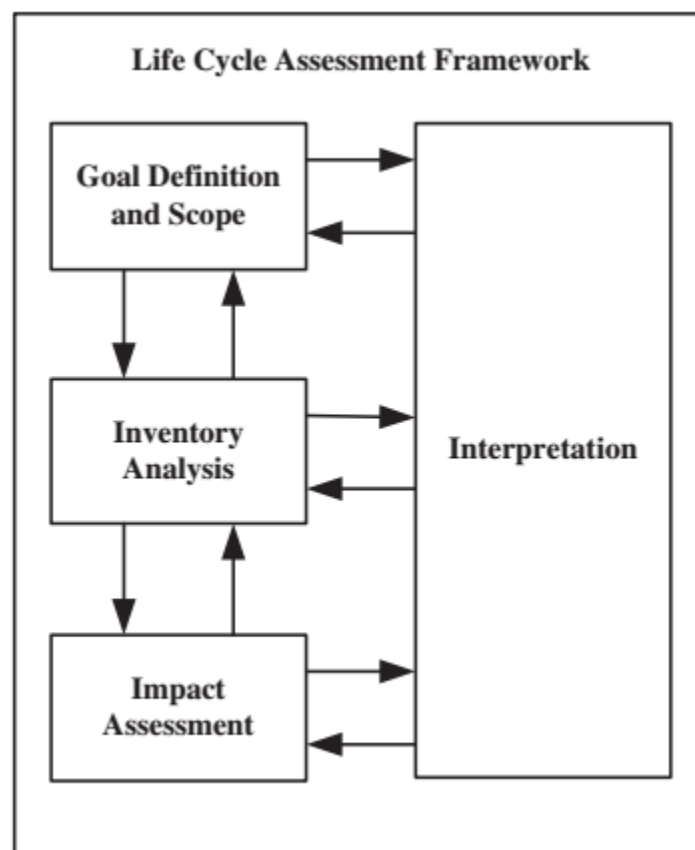 Life Cycle Assessment Framework
Goal Definition
and Scope
Inventory
Analysis
Interpretation
Impact
Assessment